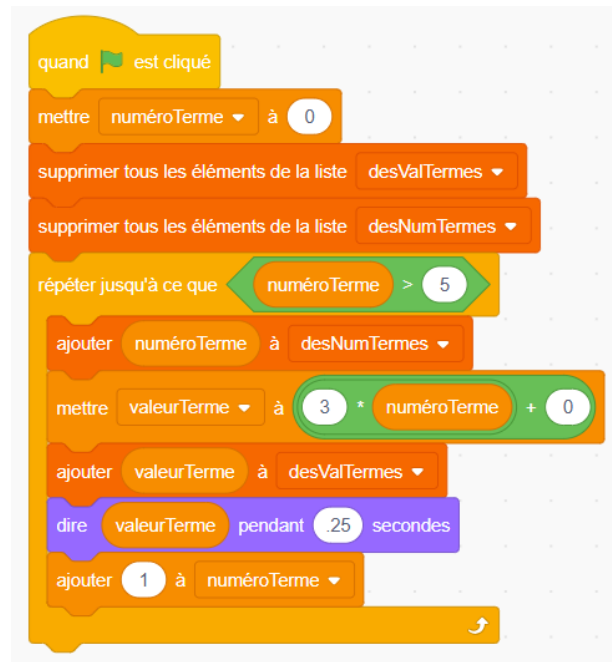 quand est cliqué
mettre numéroTerme à 0
supprimer tous les éléments de la liste desValTermes
supprimer tous les éléments de la liste desNumTermes
répéter jusqu'à ce que numéroTerme > 5
ajouter numéroTerme à desNumTermes
mettre valeurTerme à 3 * numéroTerme + 0
ajouter valeurTerme à desValTermes
dire valeurTerme pendant .25 secondes
ajouter 1 à numéroTerme